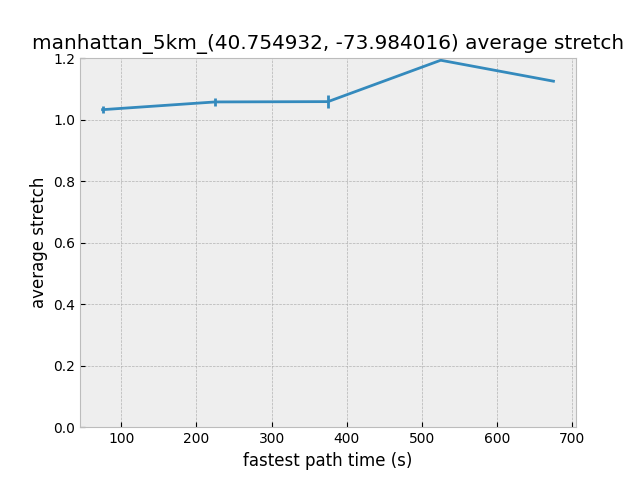 manhattan_5km_(40.754932, -73.984016) average stretch
1.2
1.0
0.8
0.6
0.4
0.2
0.0
average stretch
100 200 300 400 500 600 700
fastest path time (s)